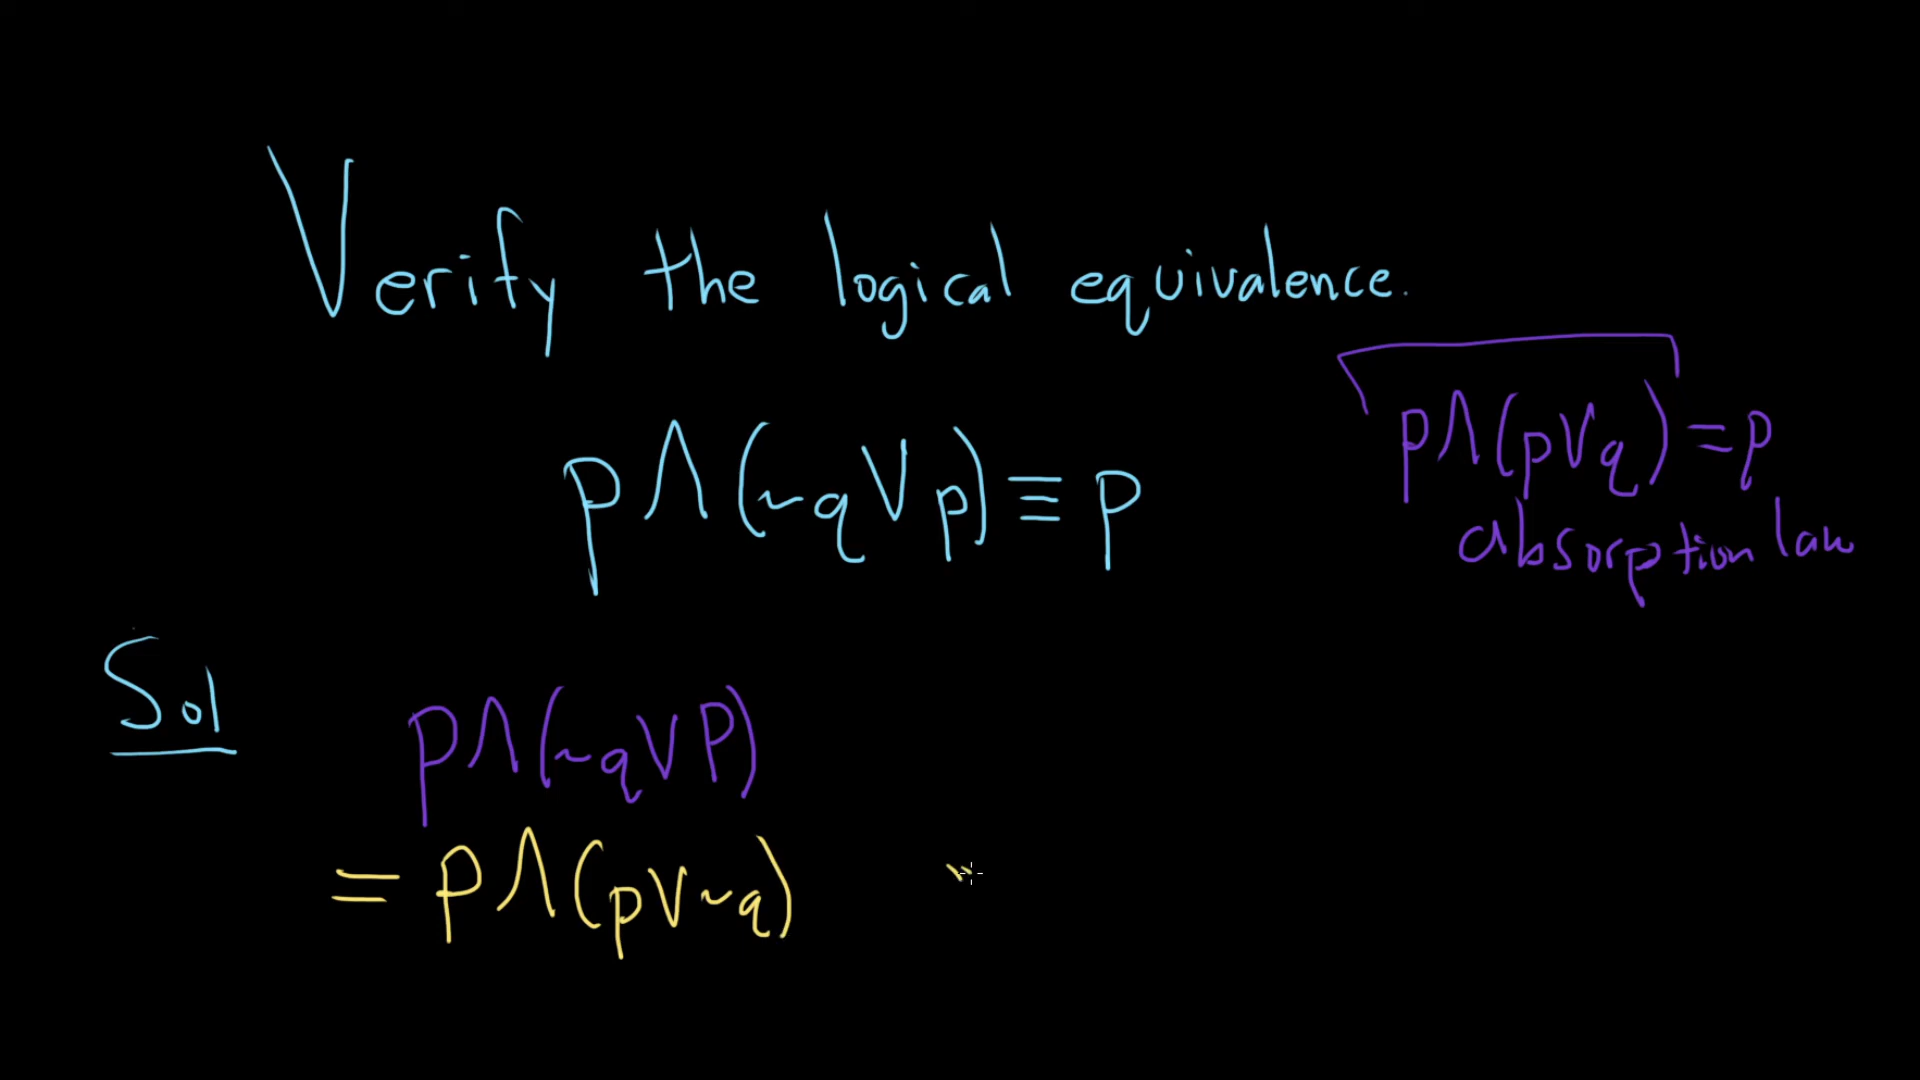 Verify the logical equivalence.
p∧(~q∨p)≡p
p∧(p∨q)=p
absorption law
Sol
p∧(~q∨p)
=p∧(p∨~q)